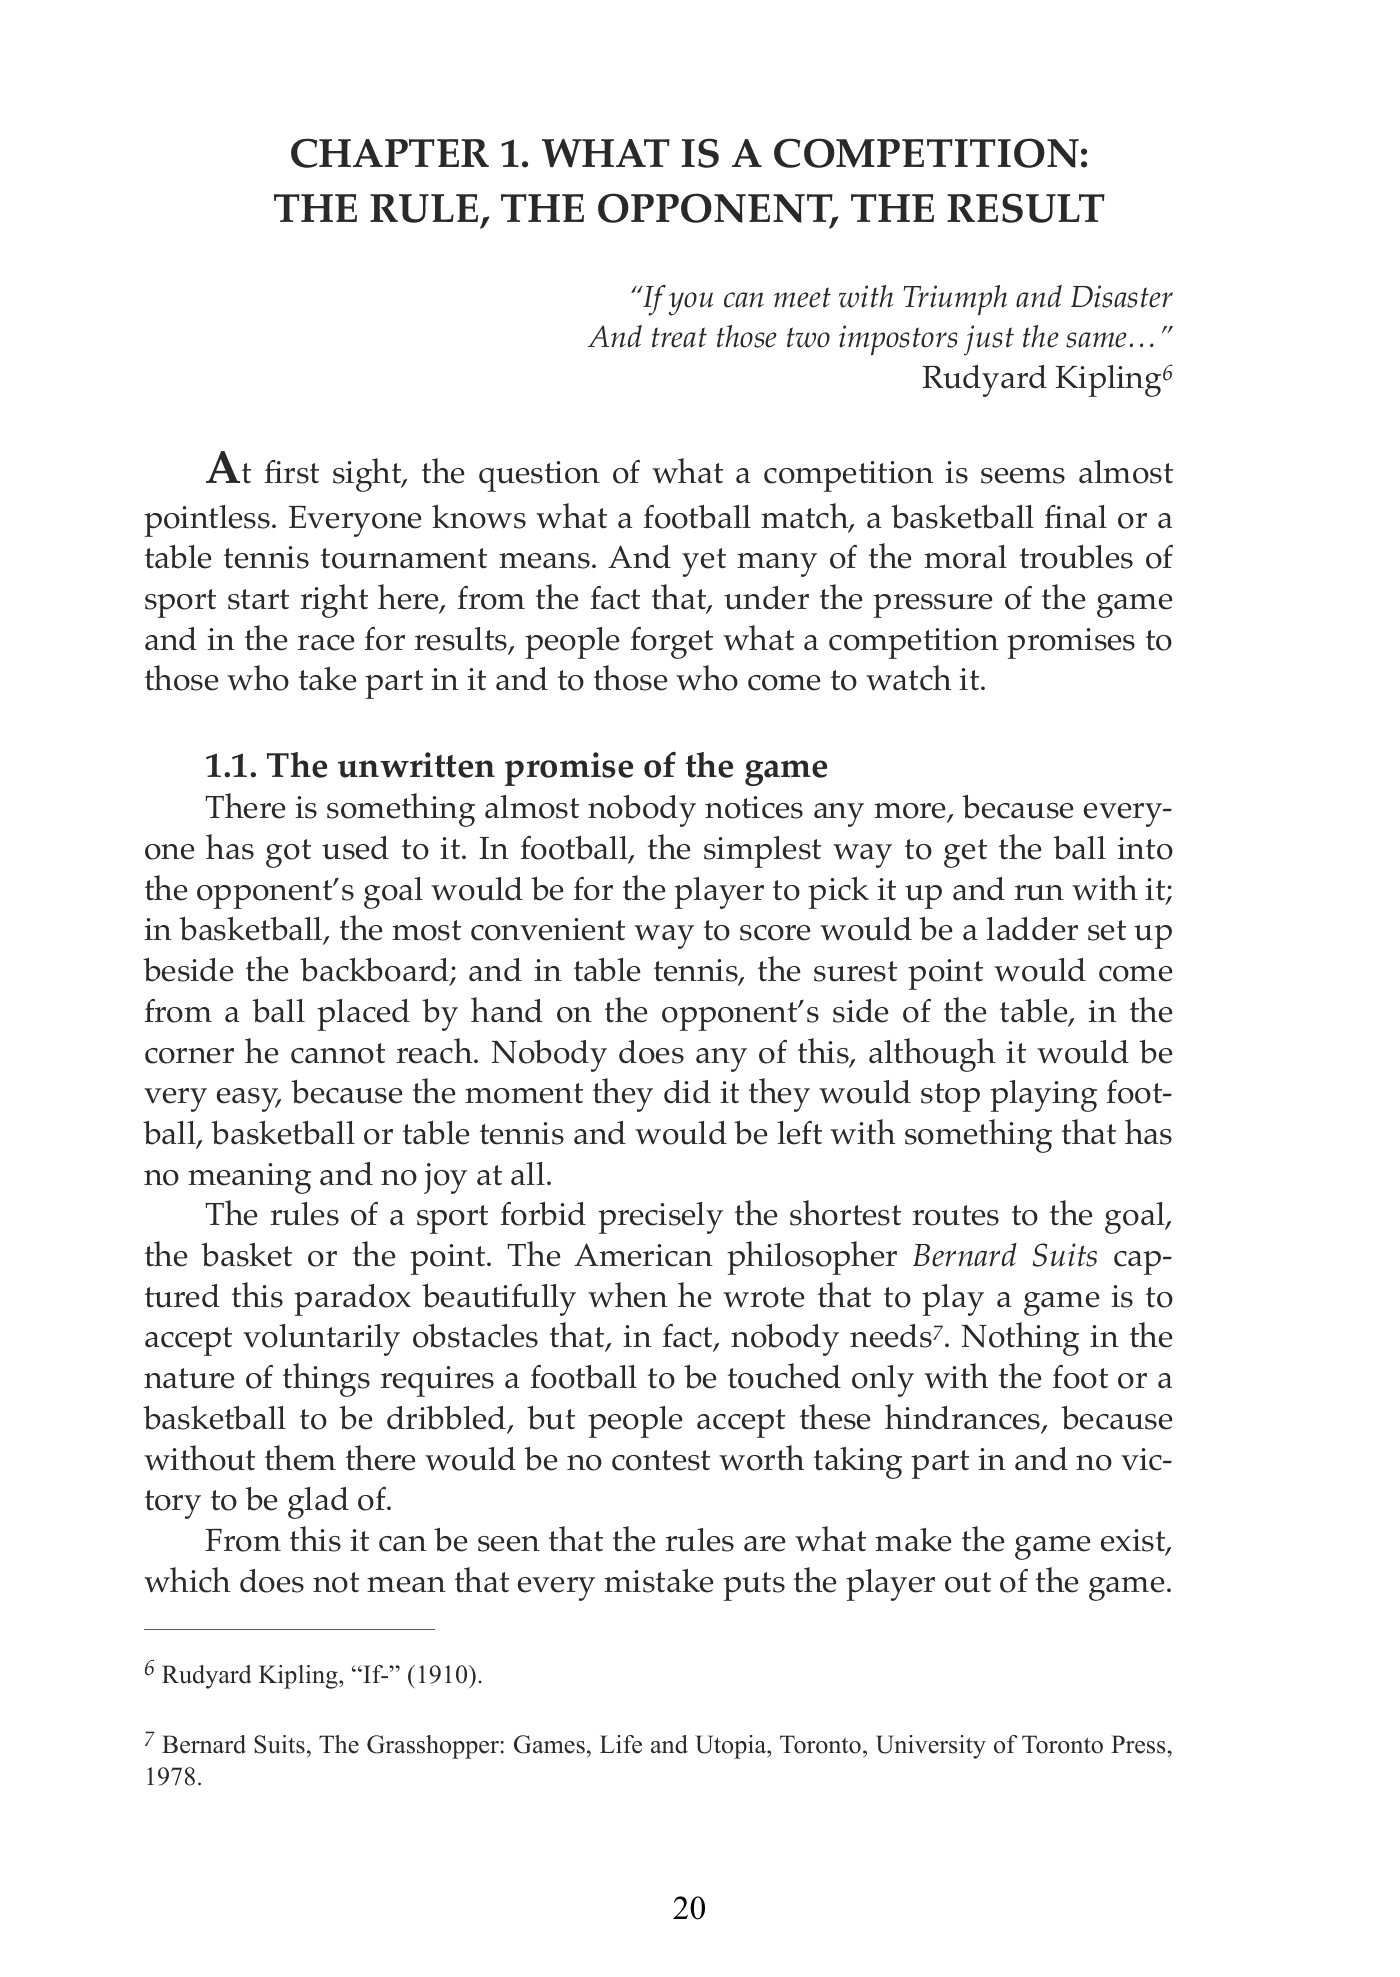 CHAPTER 1. WHAT IS A COMPETITION:
THE RULE, THE OPPONENT, THE RESULT
“If you can meet with Triumph and Disaster
And treat those two impostors just the same…”
Rudyard Kipling6
At first sight, the question of what a competition is seems almost
pointless. Everyone knows what a football match, a basketball final or a
table tennis tournament means. And yet many of the moral troubles of
sport start right here, from the fact that, under the pressure of the game
and in the race for results, people forget what a competition promises to
those who take part in it and to those who come to watch it.
1.1. The unwritten promise of the game
There is something almost nobody notices any more, because every-
one has got used to it. In football, the simplest way to get the ball into
the opponent’s goal would be for the player to pick it up and run with it;
in basketball, the most convenient way to score would be a ladder set up
beside the backboard; and in table tennis, the surest point would come
from a ball placed by hand on the opponent’s side of the table, in the
corner he cannot reach. Nobody does any of this, although it would be
very easy, because the moment they did it they would stop playing foot-
ball, basketball or table tennis and would be left with something that has
no meaning and no joy at all.
The rules of a sport forbid precisely the shortest routes to the goal,
the basket or the point. The American philosopher Bernard Suits cap-
tured this paradox beautifully when he wrote that to play a game is to
accept voluntarily obstacles that, in fact, nobody needs7. Nothing in the
nature of things requires a football to be touched only with the foot or a
basketball to be dribbled, but people accept these hindrances, because
without them there would be no contest worth taking part in and no vic-
tory to be glad of.
From this it can be seen that the rules are what make the game exist,
which does not mean that every mistake puts the player out of the game.
6 Rudyard Kipling, “If-” (1910).
7 Bernard Suits, The Grasshopper: Games, Life and Utopia, Toronto, University of Toronto Press,
1978.
20